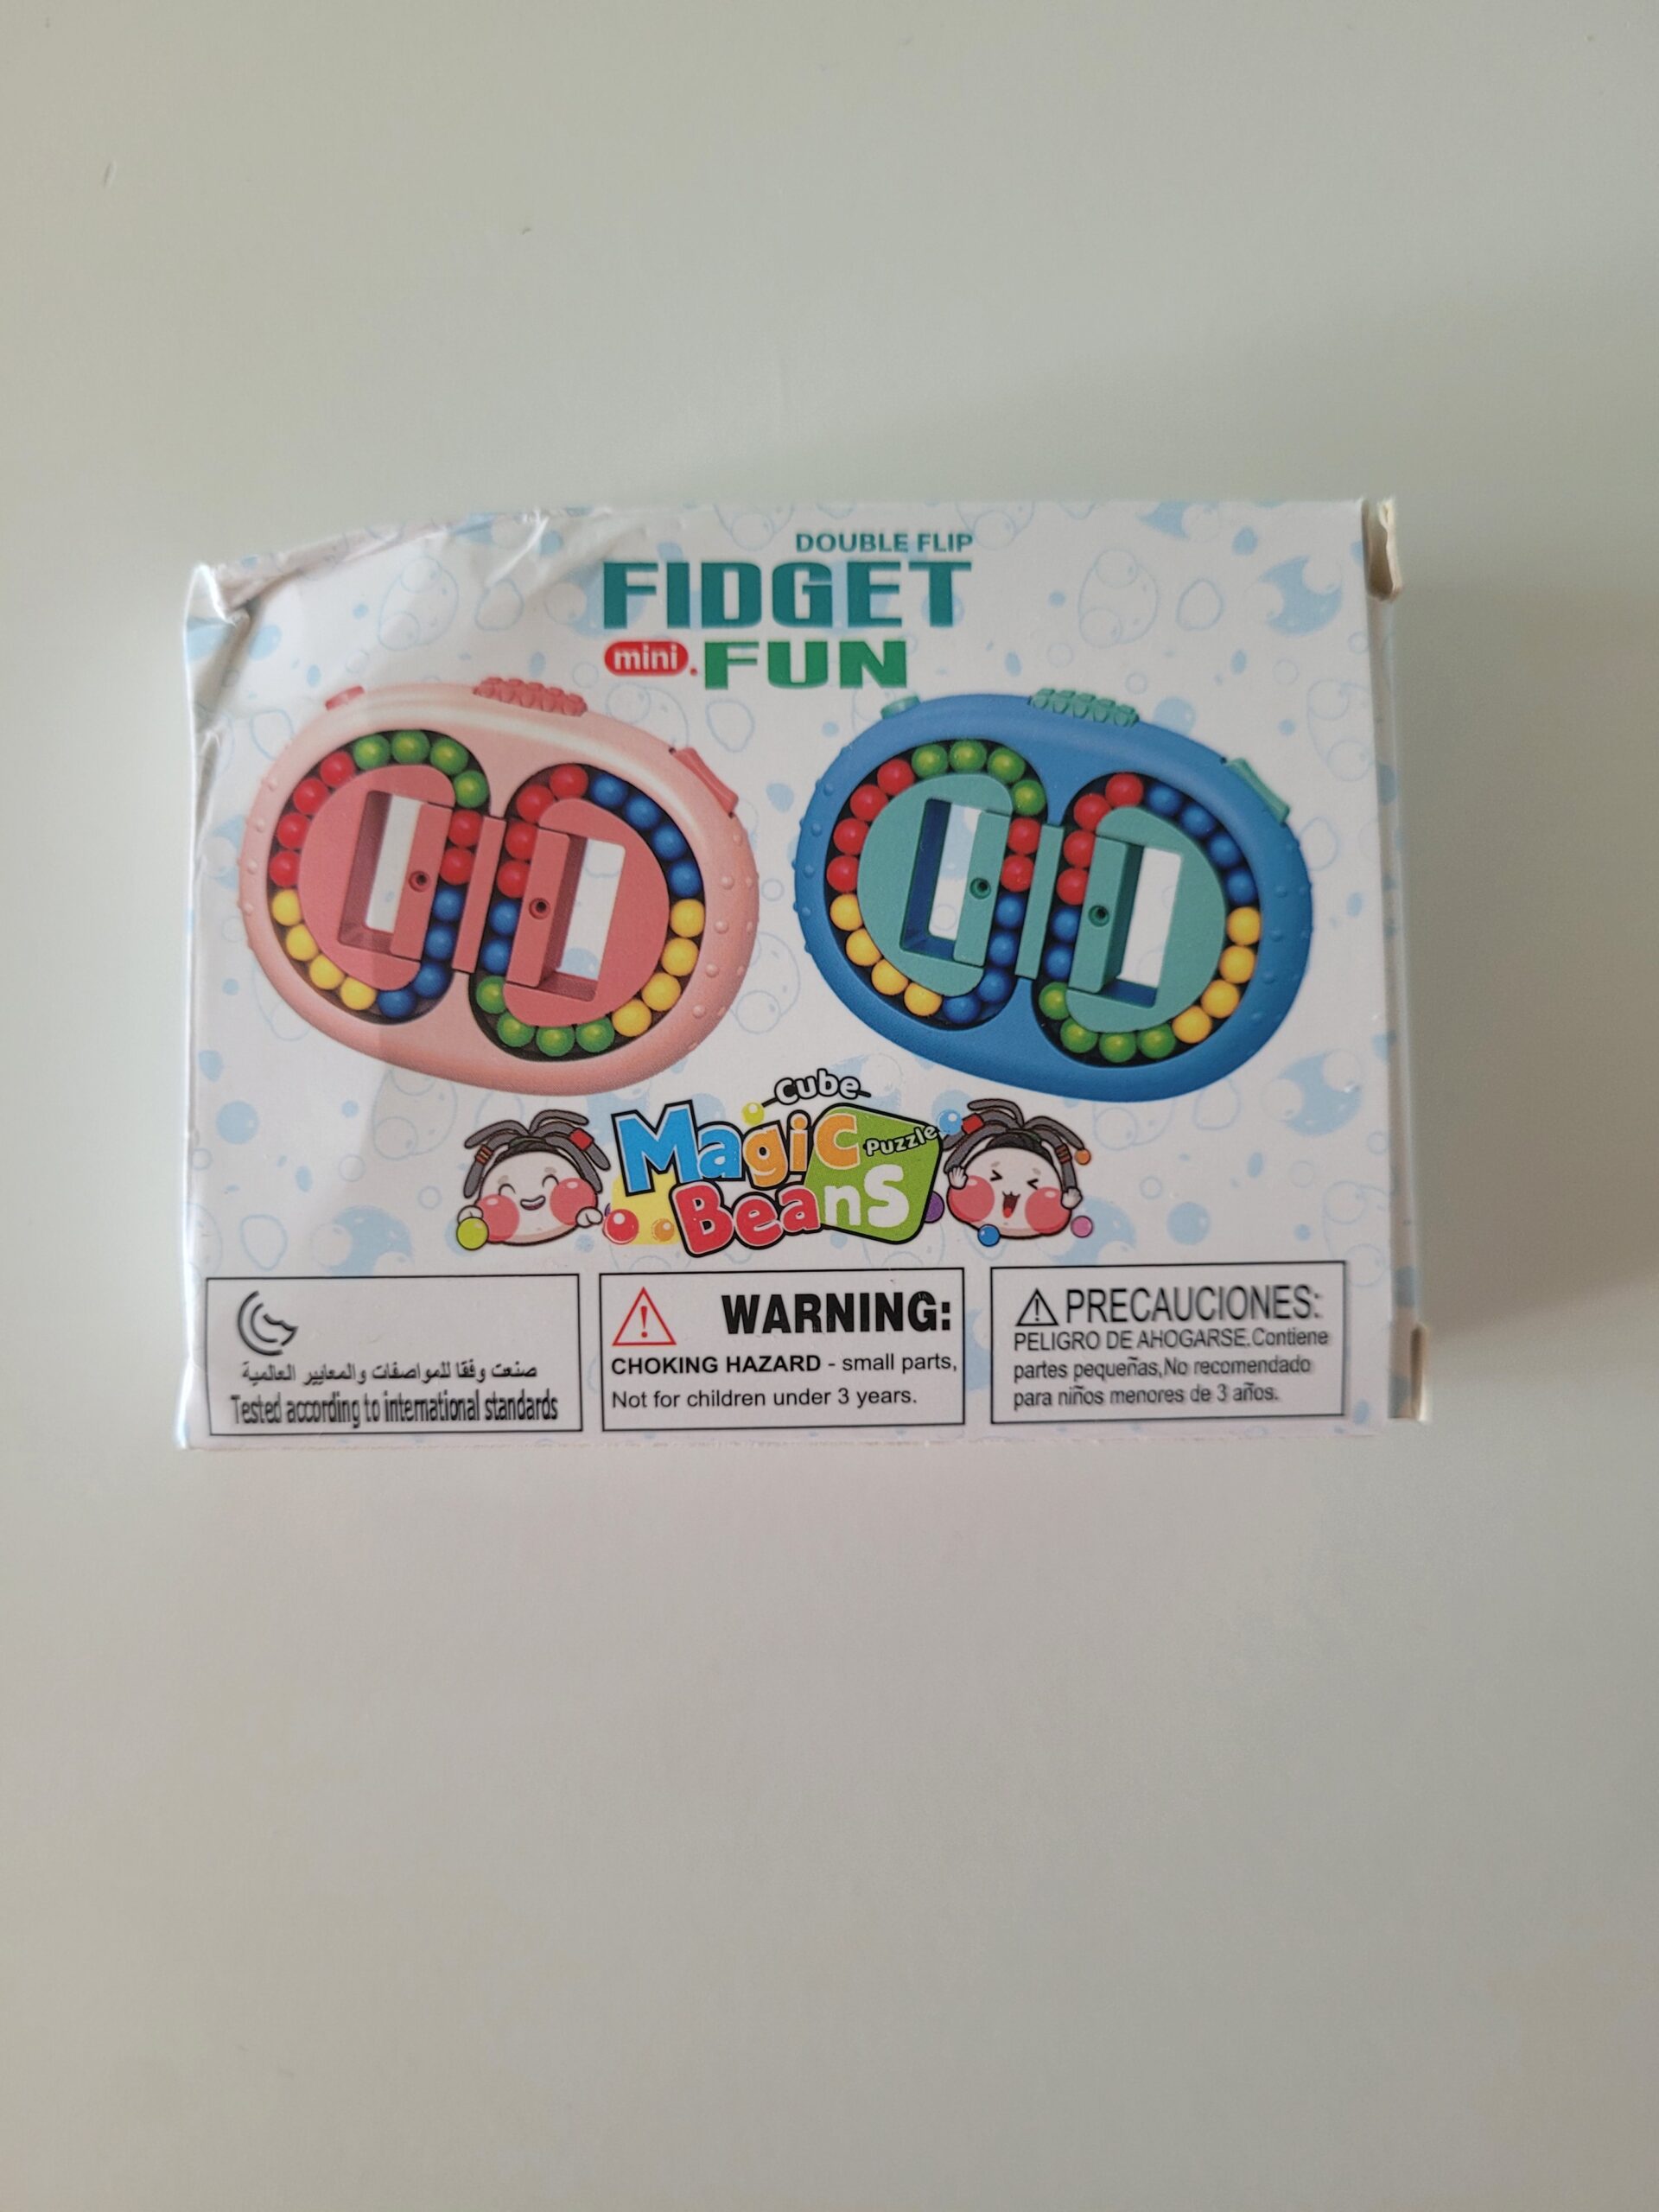 DOUBLE FLIP
FIDGET
mini.FUN
Cube
Magic
Puzzle
Beans
صنعت وفقا للمواصفات والمعايير العالمية
Tested according to international standards
WARNING:
CHOKING HAZARD - small parts,
Not for children under 3 years.
PRECAUCIONES:
PELIGRO DE AHOGARSE.Contiene
partes pequeñas,No recomendado
para niños menores de 3 años.